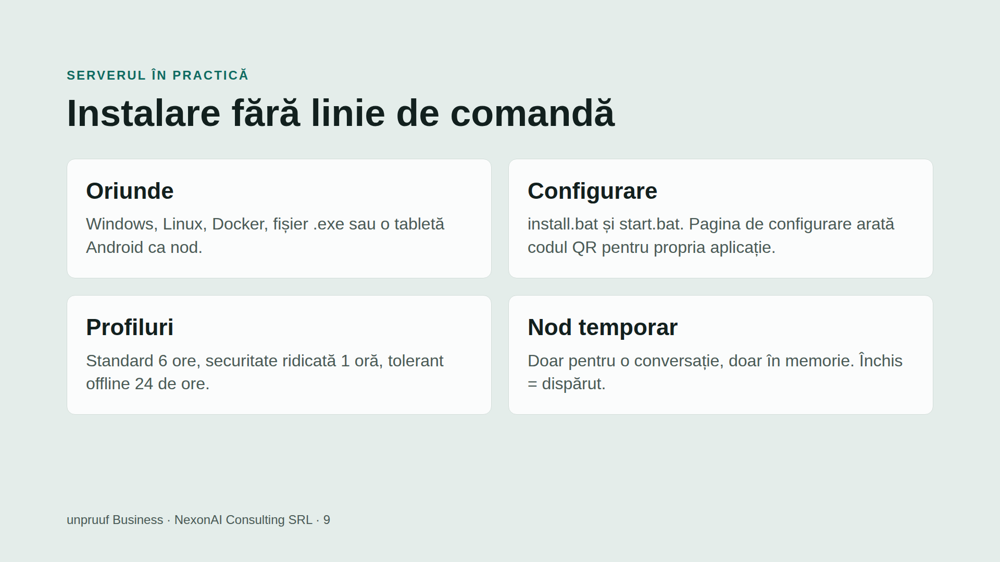 SERVERUL ÎN PRACTICĂ
Instalare fără linie de comandă
Oriunde
Windows, Linux, Docker, fișier .exe sau o tabletă
Android ca nod.
Configurare
install.bat și start.bat. Pagina de configurare arată
codul QR pentru propria aplicație.
Profiluri
Standard 6 ore, securitate ridicată 1 oră, tolerant
offline 24 de ore.
Nod temporar
Doar pentru o conversație, doar în memorie. Închis
= dispărut.
unpruuf Business · NexonAI Consulting SRL · 9